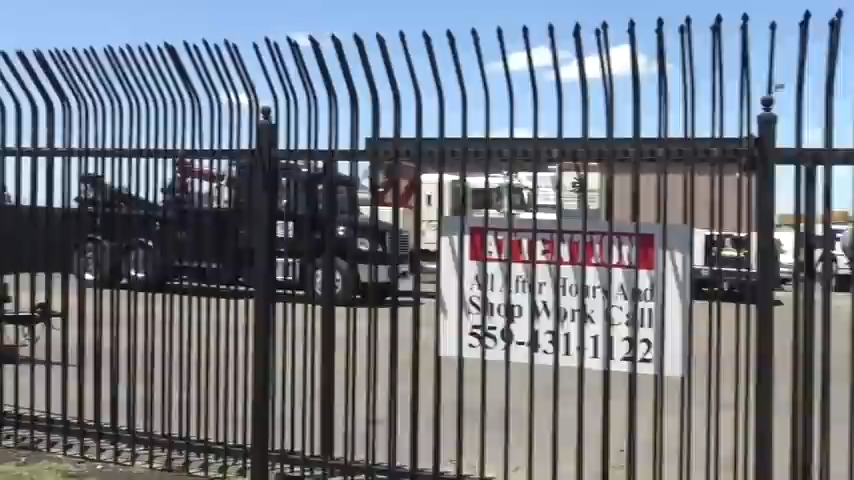 ATTENTION
All After Hours And
Shop Work Call
559-431-1122